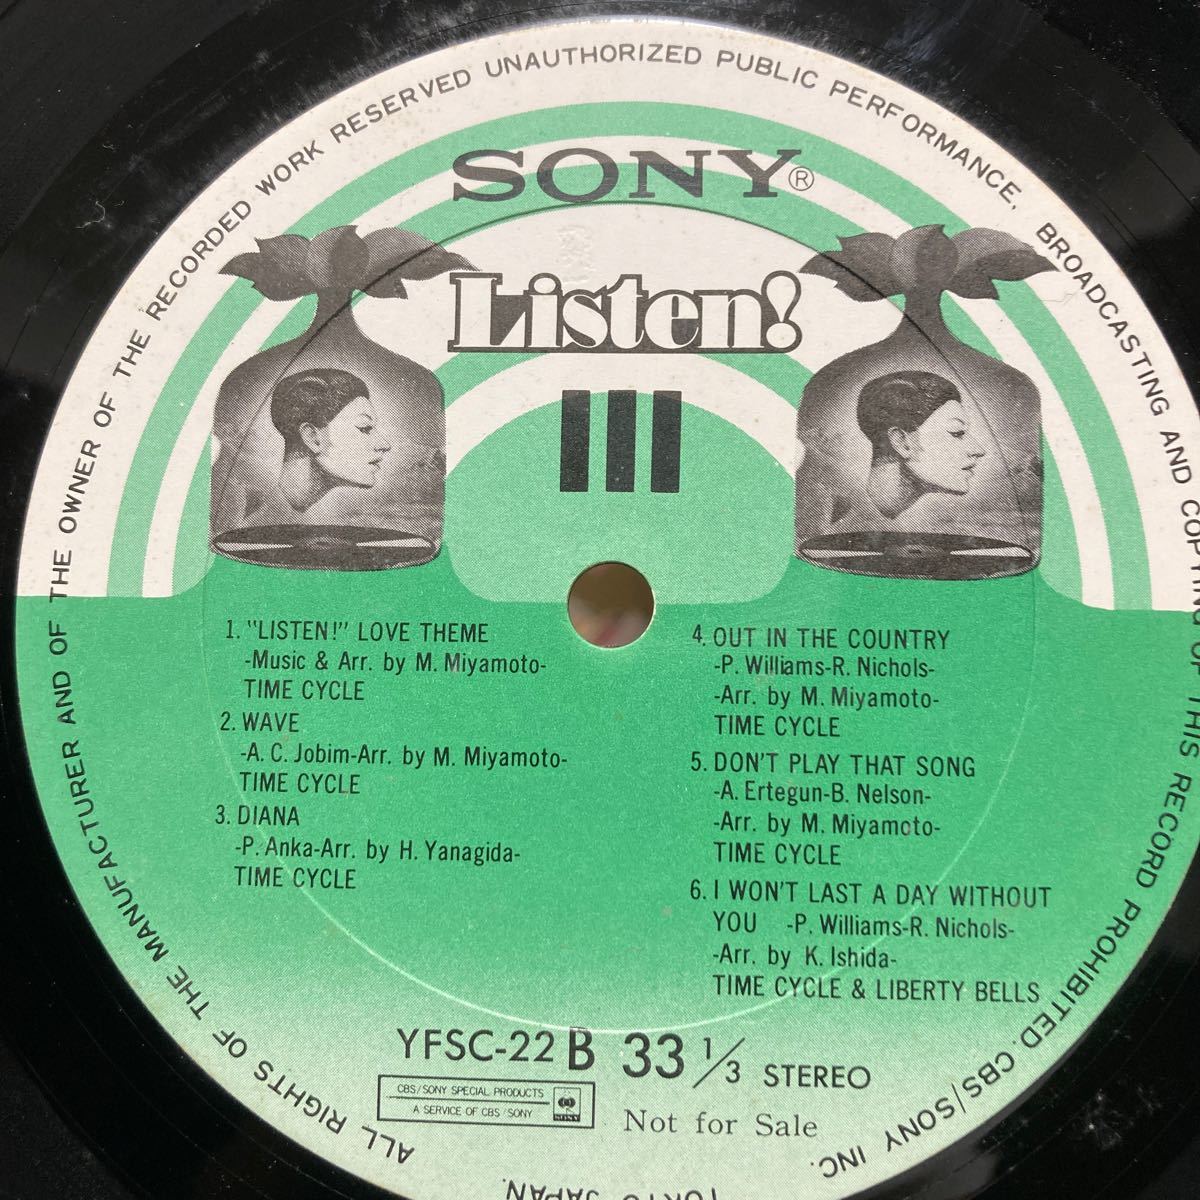 ALL RIGHTS OF THE MANUFACTURER AND OF THE OWNER OF THE RECORDED WORK RESERVED UNAUTHORIZED PUBLIC PERFORMANCE, BROADCASTING AND COPYING OF THIS RECORD PROHIBITED. CBS/SONY INC.
TOKYO JAPAN.
SONY®
Listen!
III
1. "LISTEN!" LOVE THEME
-Music & Arr. by M. Miyamoto-
TIME CYCLE
2. WAVE
-A. C. Jobim-Arr. by M. Miyamoto-
TIME CYCLE
3. DIANA
-P. Anka-Arr. by H. Yanagida-
TIME CYCLE
4. OUT IN THE COUNTRY
-P. Williams-R. Nichols-
-Arr. by M. Miyamoto-
TIME CYCLE
5. DON'T PLAY THAT SONG
-A. Ertegun-B. Nelson-
-Arr. by M. Miyamoto-
TIME CYCLE
6. I WON'T LAST A DAY WITHOUT
YOU -P. Williams-R. Nichols-
-Arr. by K. Ishida-
TIME CYCLE & LIBERTY BELLS
YFSC-22 B 33 1/3 STEREO
CBS/SONY SPECIAL PRODUCTS
A SERVICE OF CBS/SONY
SONY
Not for Sale